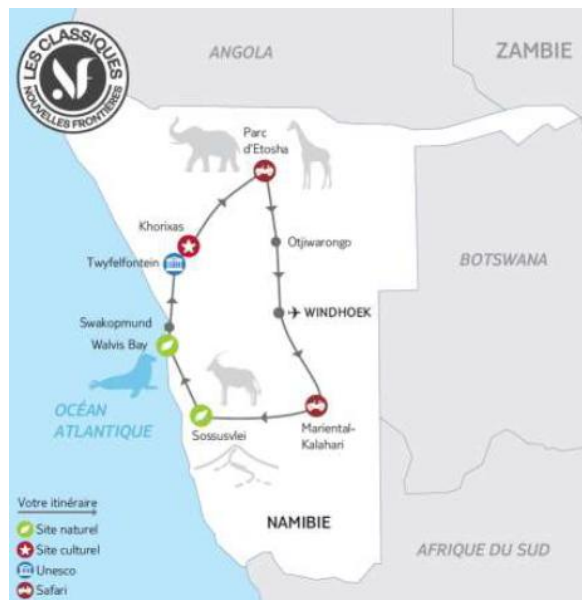 LES CLASSIQUES
NF
NOUVELLES FRONTIÈRES
ANGOLA
ZAMBIE
Parc
d'Etosha
Khorixas
Otjiwarongo
Twyfelfontein
BOTSWANA
Swakopmund
WINDHOEK
Walvis Bay
OCÉAN
ATLANTIQUE
Sossusvlei
Mariental-
Kalahari
Votre itinéraire
Site naturel
NAMIBIE
Site culturel
Unesco
AFRIQUE DU SUD
Safari